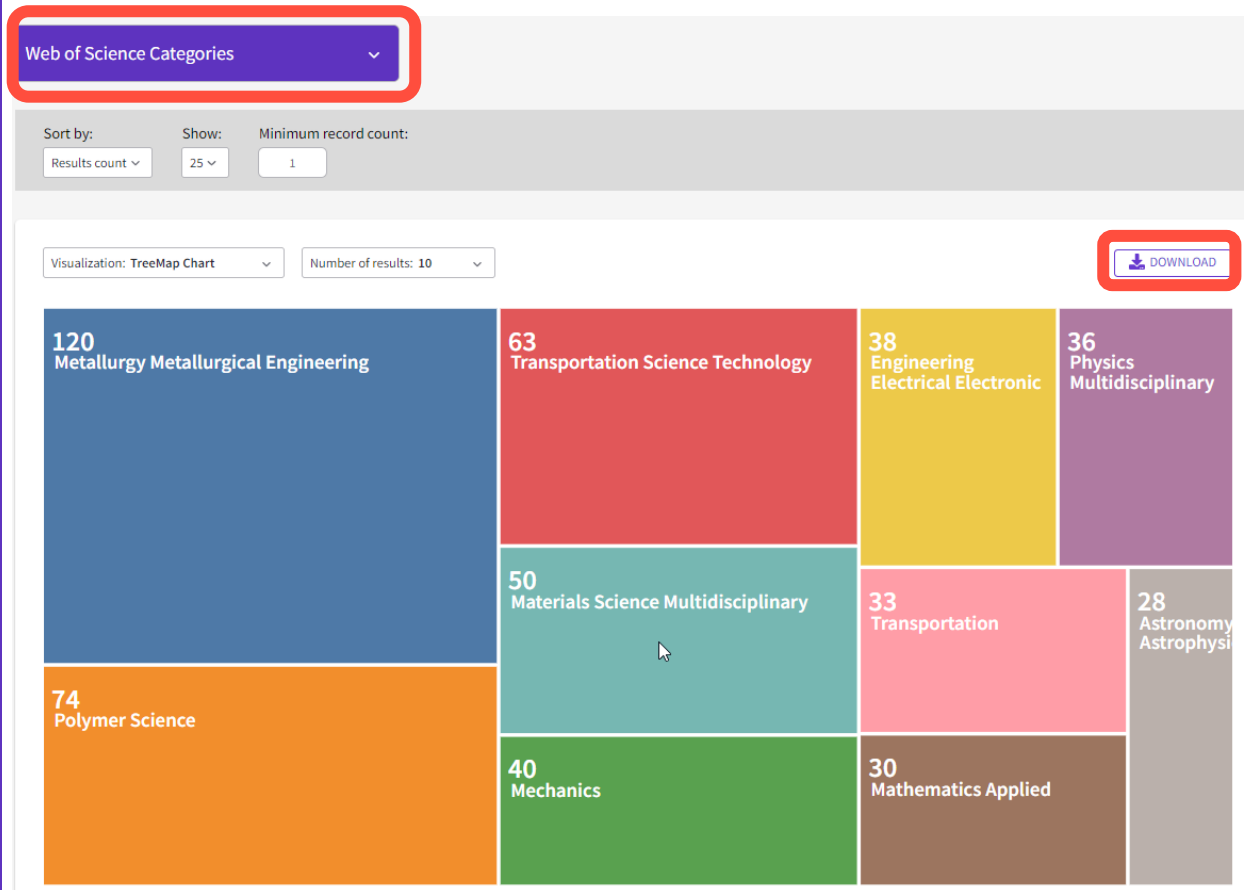 Web of Science Categories
Sort by:
Show:
Minimum record count:
Results count
25
1
Visualization: TreeMap Chart
Number of results: 10
DOWNLOAD
120
Metallurgy Metallurgical Engineering
63
Transportation Science Technology
38
Engineering
Electrical Electronic
36
Physics
Multidisciplinary
50
Materials Science Multidisciplinary
33
Transportation
28
Astronomy
Astrophysi
74
Polymer Science
40
Mechanics
30
Mathematics Applied